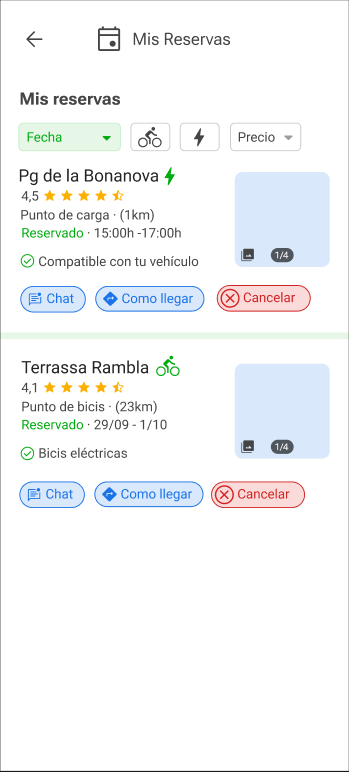 Mis Reservas
Mis reservas
Fecha Precio
Pg de la Bonanova
4,5
Punto de carga · (1km)
Reservado · 15:00h -17:00h
1/4
Compatible con tu vehículo
Chat Como llegar Cancelar
Terrassa Rambla
4,1
Punto de bicis · (23km)
Reservado · 29/09 - 1/10
1/4
Bicis eléctricas
Chat Como llegar Cancelar